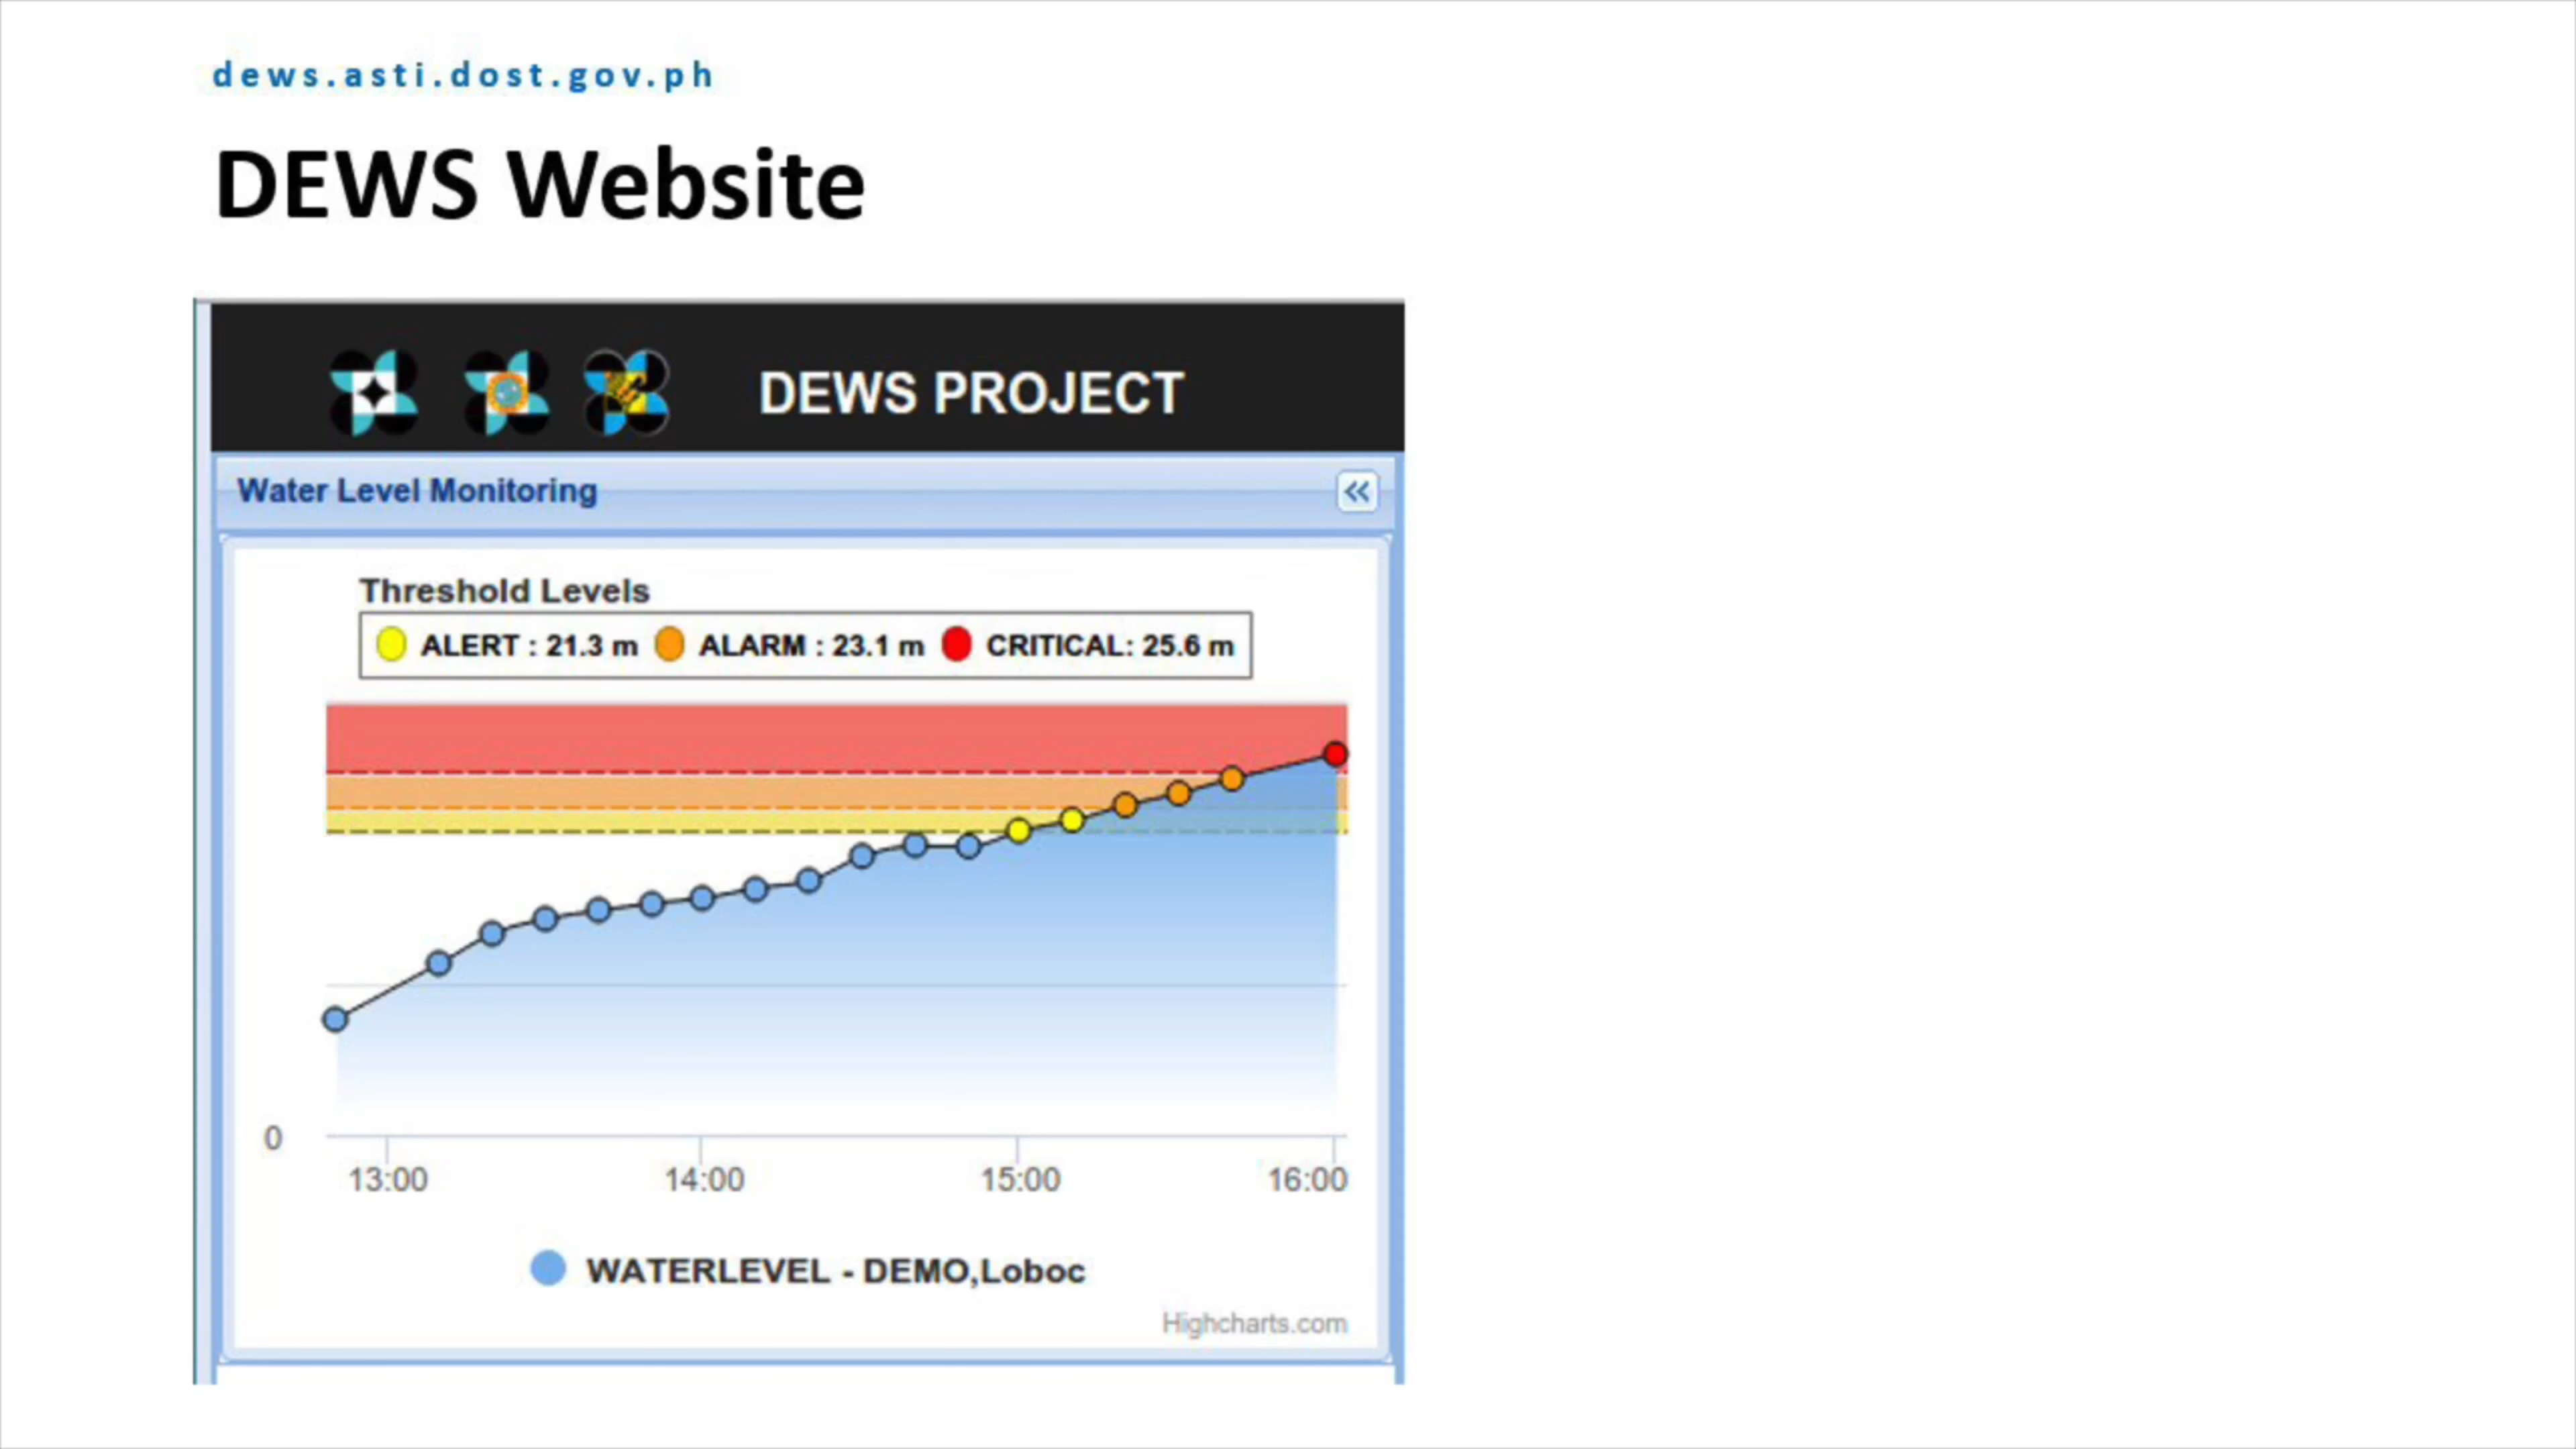 dews.asti.dost.gov.ph
DEWS Website
DEWS PROJECT
Water Level Monitoring
Threshold Levels
ALERT : 21.3 m ALARM : 23.1 m CRITICAL: 25.6 m
0
13:00 14:00 15:00 16:00
WATERLEVEL - DEMO,Loboc
Highcharts.com